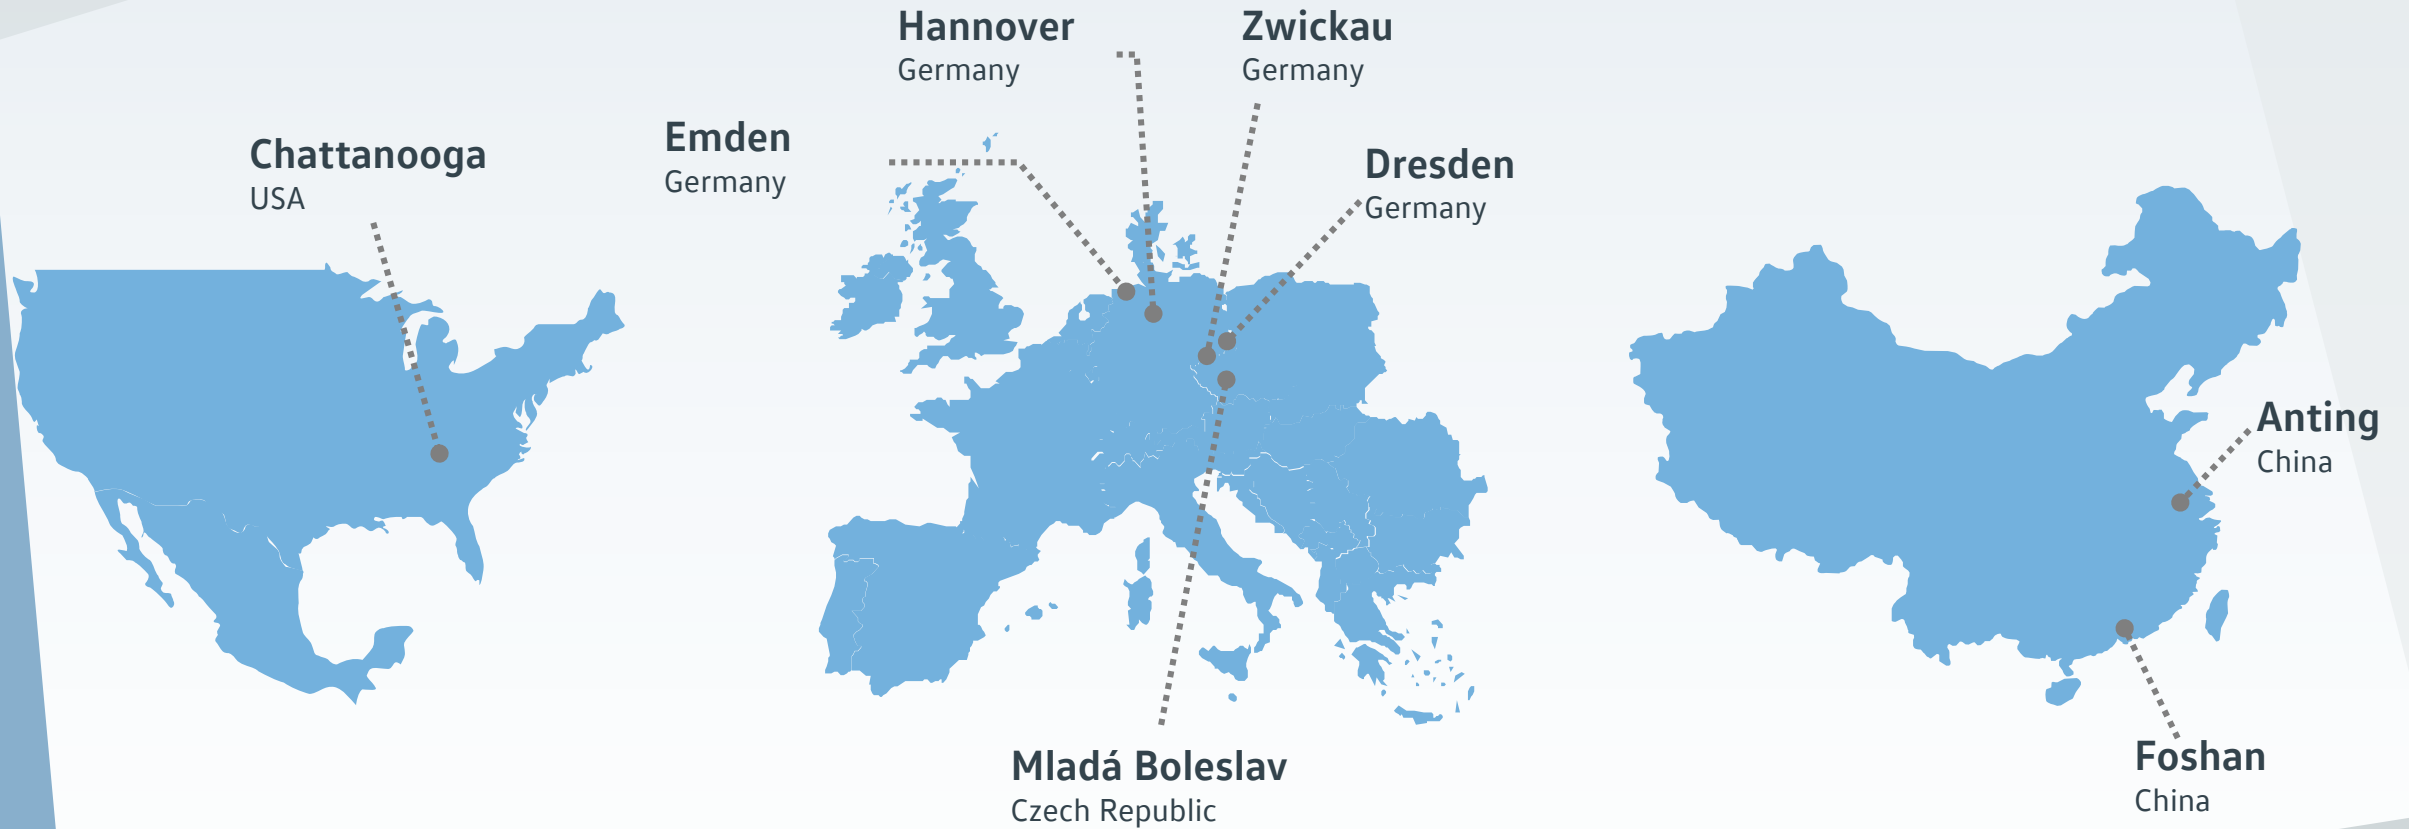 Hannover
Germany
Zwickau
Germany
Emden
Germany
Chattanooga
USA
Dresden
Germany
Anting
China
Mladá Boleslav
Czech Republic
Foshan
China